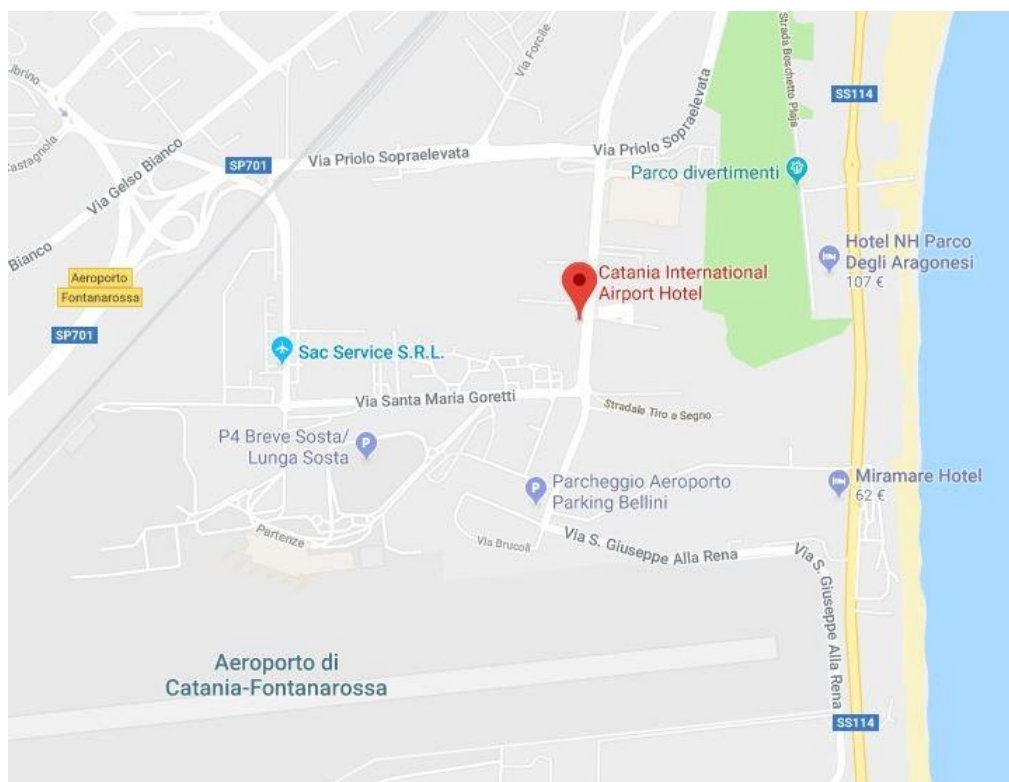 Strada Boschetto Plaja
Via Forcile
SS114
Castagnola
Via Gelso Bianco
SP701
Via Priolo Sopraelevata
Via Priolo Sopraelevata
Parco divertimenti
Bianco
Hotel NH Parco
Degli Aragonesi
107 €
Aeroporto
Fontanarossa
Catania International
Airport Hotel
SP701
Sac Service S.R.L.
Via Santa Maria Goretti
Stradale Tiro a Segno
P4 Breve Sosta/
Lunga Sosta
P
Parcheggio Aeroporto
Parking Bellini
P
Miramare Hotel
62 €
Partenze
Via Brucoli
Via S. Giuseppe Alla Rena
Via S. Giuseppe Alla Rena
Aeroporto di
Catania-Fontanarossa
SS114